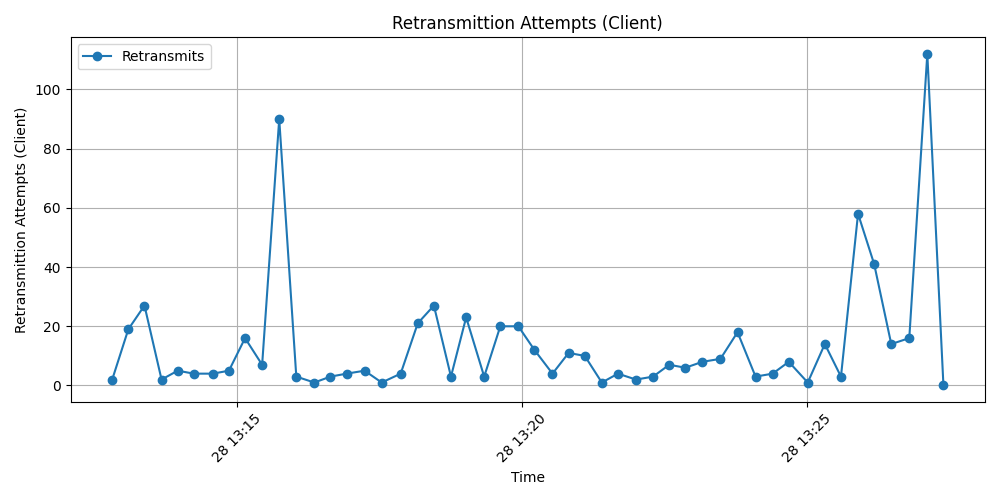 Retransmittion Attempts (Client)
Retransmits
Retransmittion Attempts (Client)
100
80
60
40
20
0
28 13:15
28 13:20
28 13:25
Time